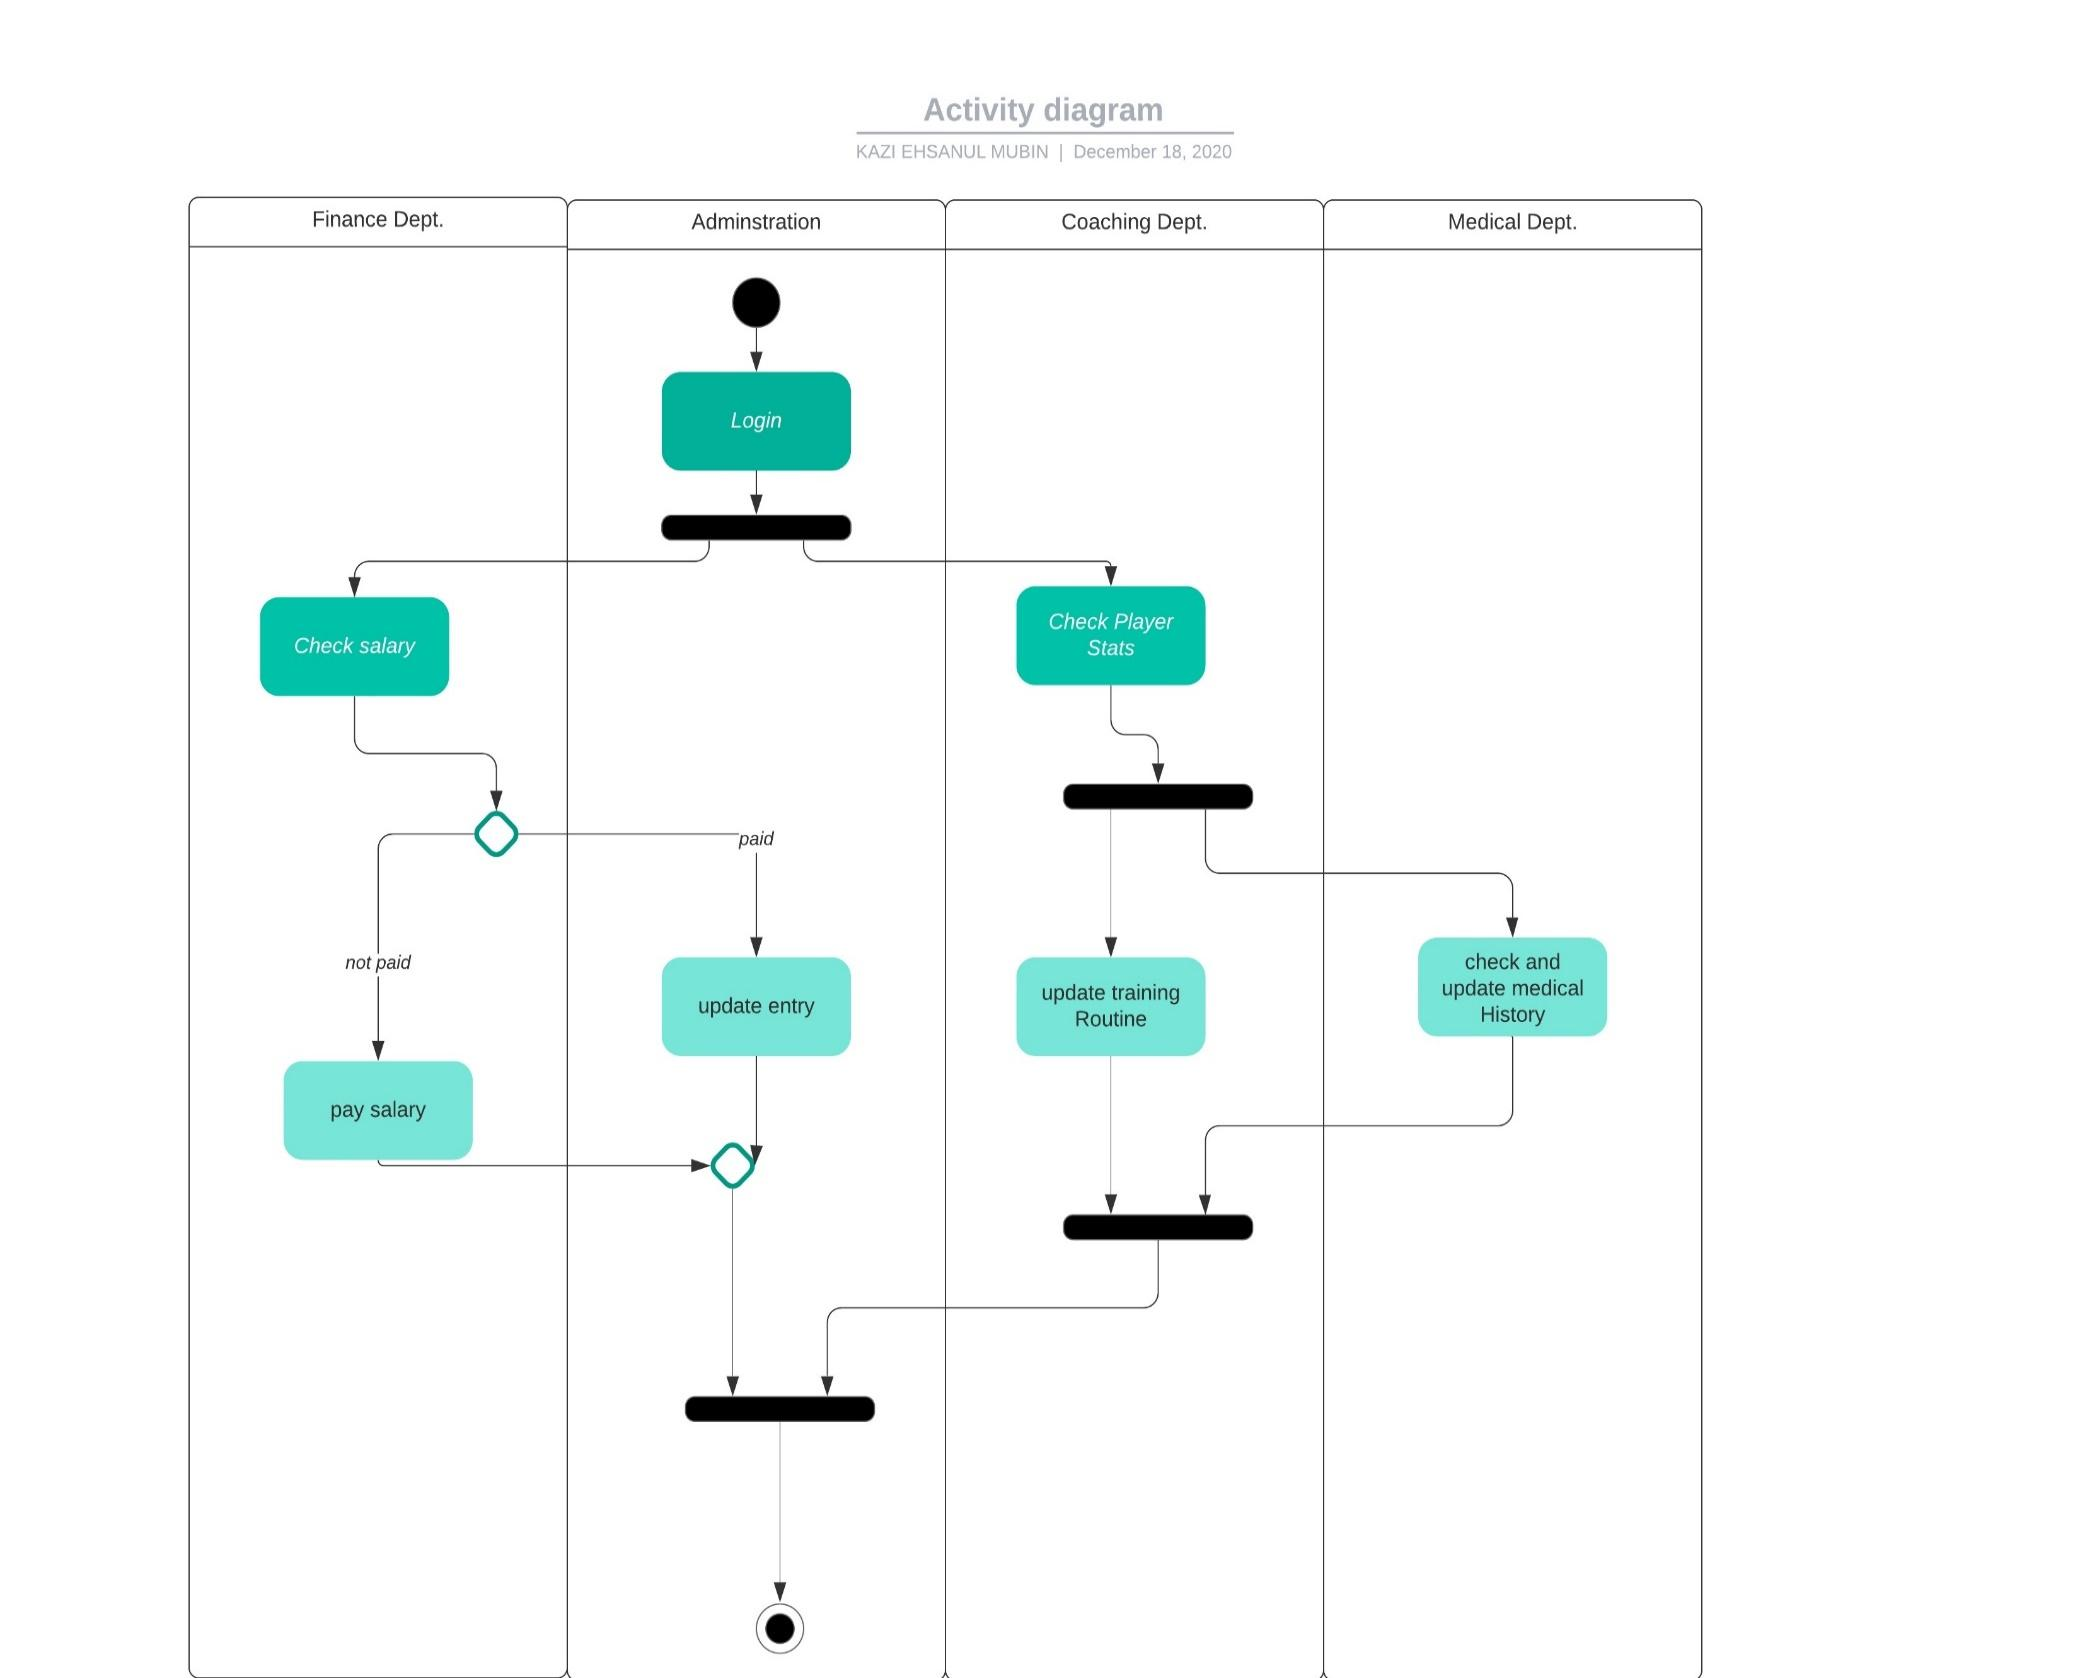 Activity diagram
KAZI EHSANUL MUBIN | December 18, 2020
Finance Dept.
Adminstration
Coaching Dept.
Medical Dept.
Login
Check salary
Check Player
Stats
paid
not paid
update entry
update training
Routine
check and
update medical
History
pay salary